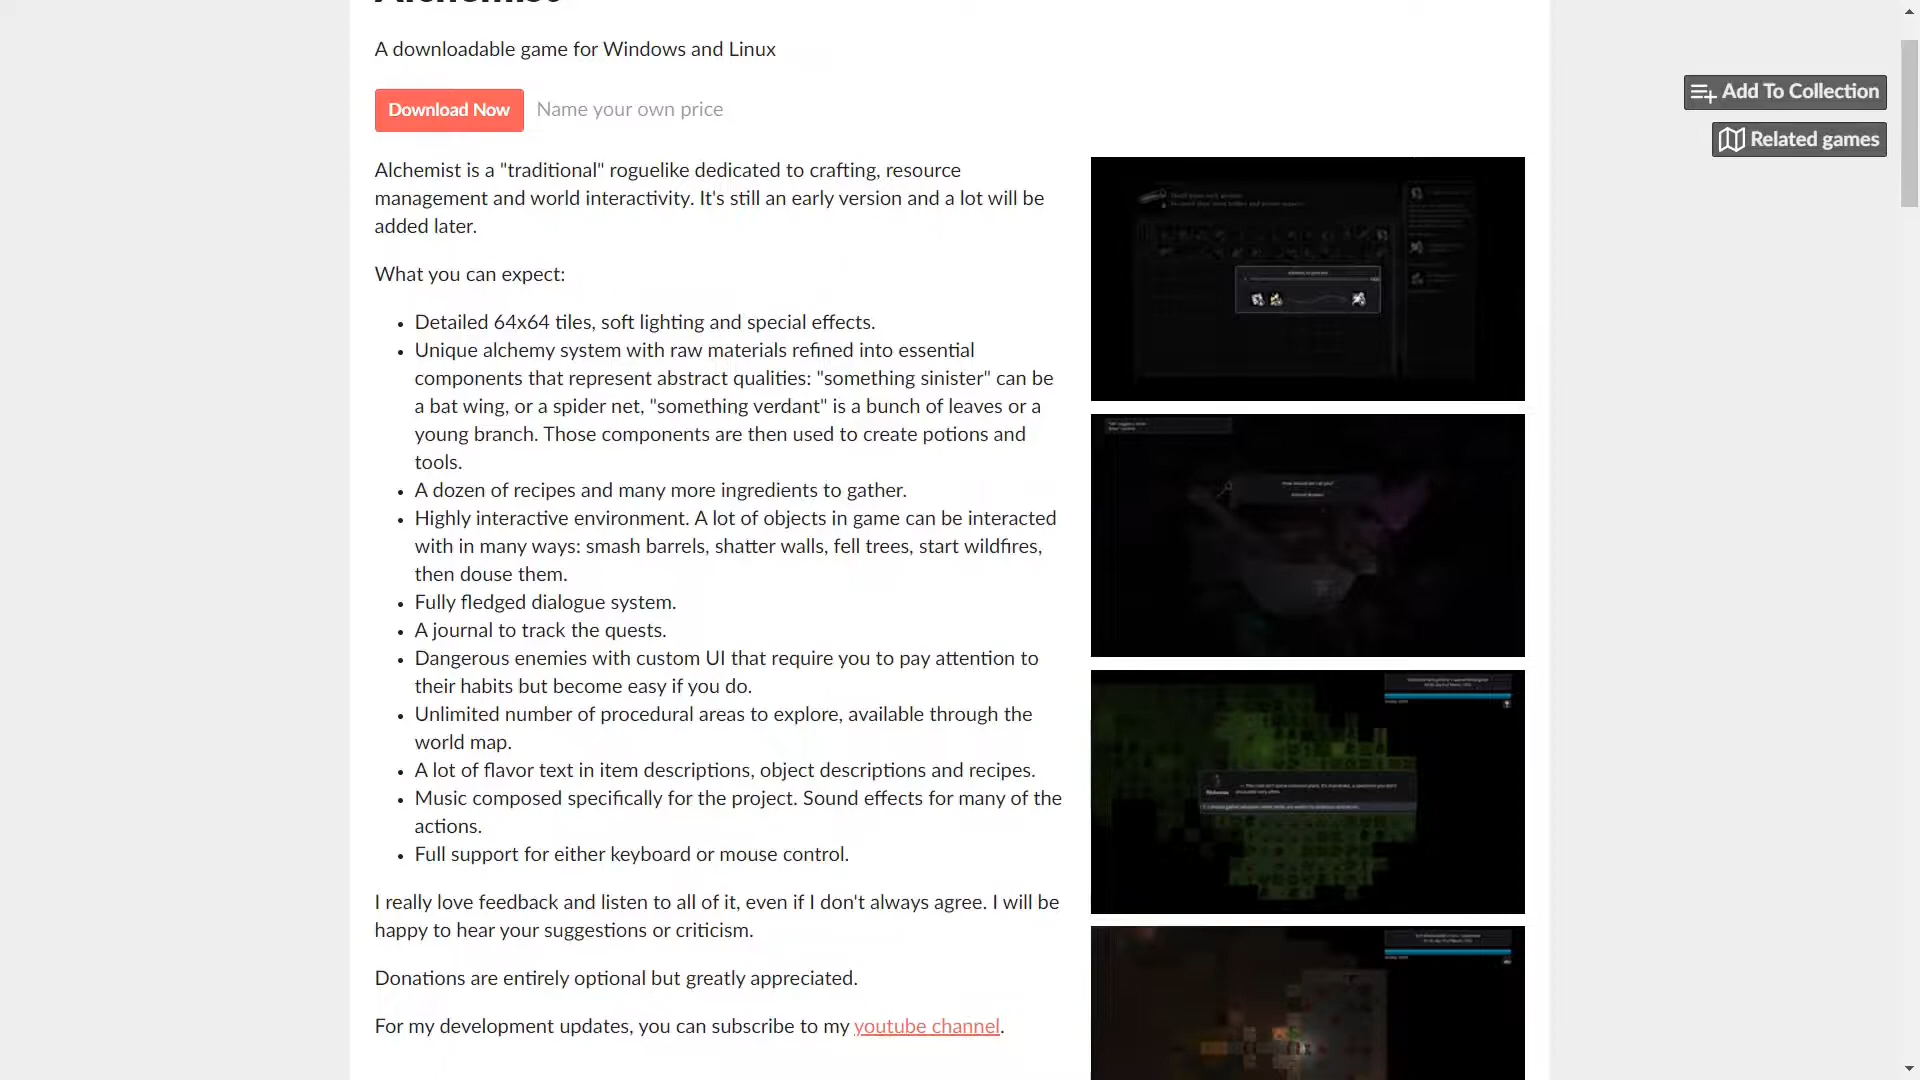 Alchemist
A downloadable game for Windows and Linux
Download Now Name your own price
Add To Collection
Related games
Alchemist is a "traditional" roguelike dedicated to crafting, resource
management and world interactivity. It's still an early version and a lot will be
added later.
What you can expect:
• Detailed 64x64 tiles, soft lighting and special effects.
• Unique alchemy system with raw materials refined into essential
components that represent abstract qualities: "something sinister" can be
a bat wing, or a spider net, "something verdant" is a bunch of leaves or a
young branch. Those components are then used to create potions and
tools.
• A dozen of recipes and many more ingredients to gather.
• Highly interactive environment. A lot of objects in game can be interacted
with in many ways: smash barrels, shatter walls, fell trees, start wildfires,
then douse them.
• Fully fledged dialogue system.
• A journal to track the quests.
• Dangerous enemies with custom UI that require you to pay attention to
their habits but become easy if you do.
• Unlimited number of procedural areas to explore, available through the
world map.
• A lot of flavor text in item descriptions, object descriptions and recipes.
• Music composed specifically for the project. Sound effects for many of the
actions.
• Full support for either keyboard or mouse control.
I really love feedback and listen to all of it, even if I don't always agree. I will be
happy to hear your suggestions or criticism.
Donations are entirely optional but greatly appreciated.
For my development updates, you can subscribe to my youtube channel.